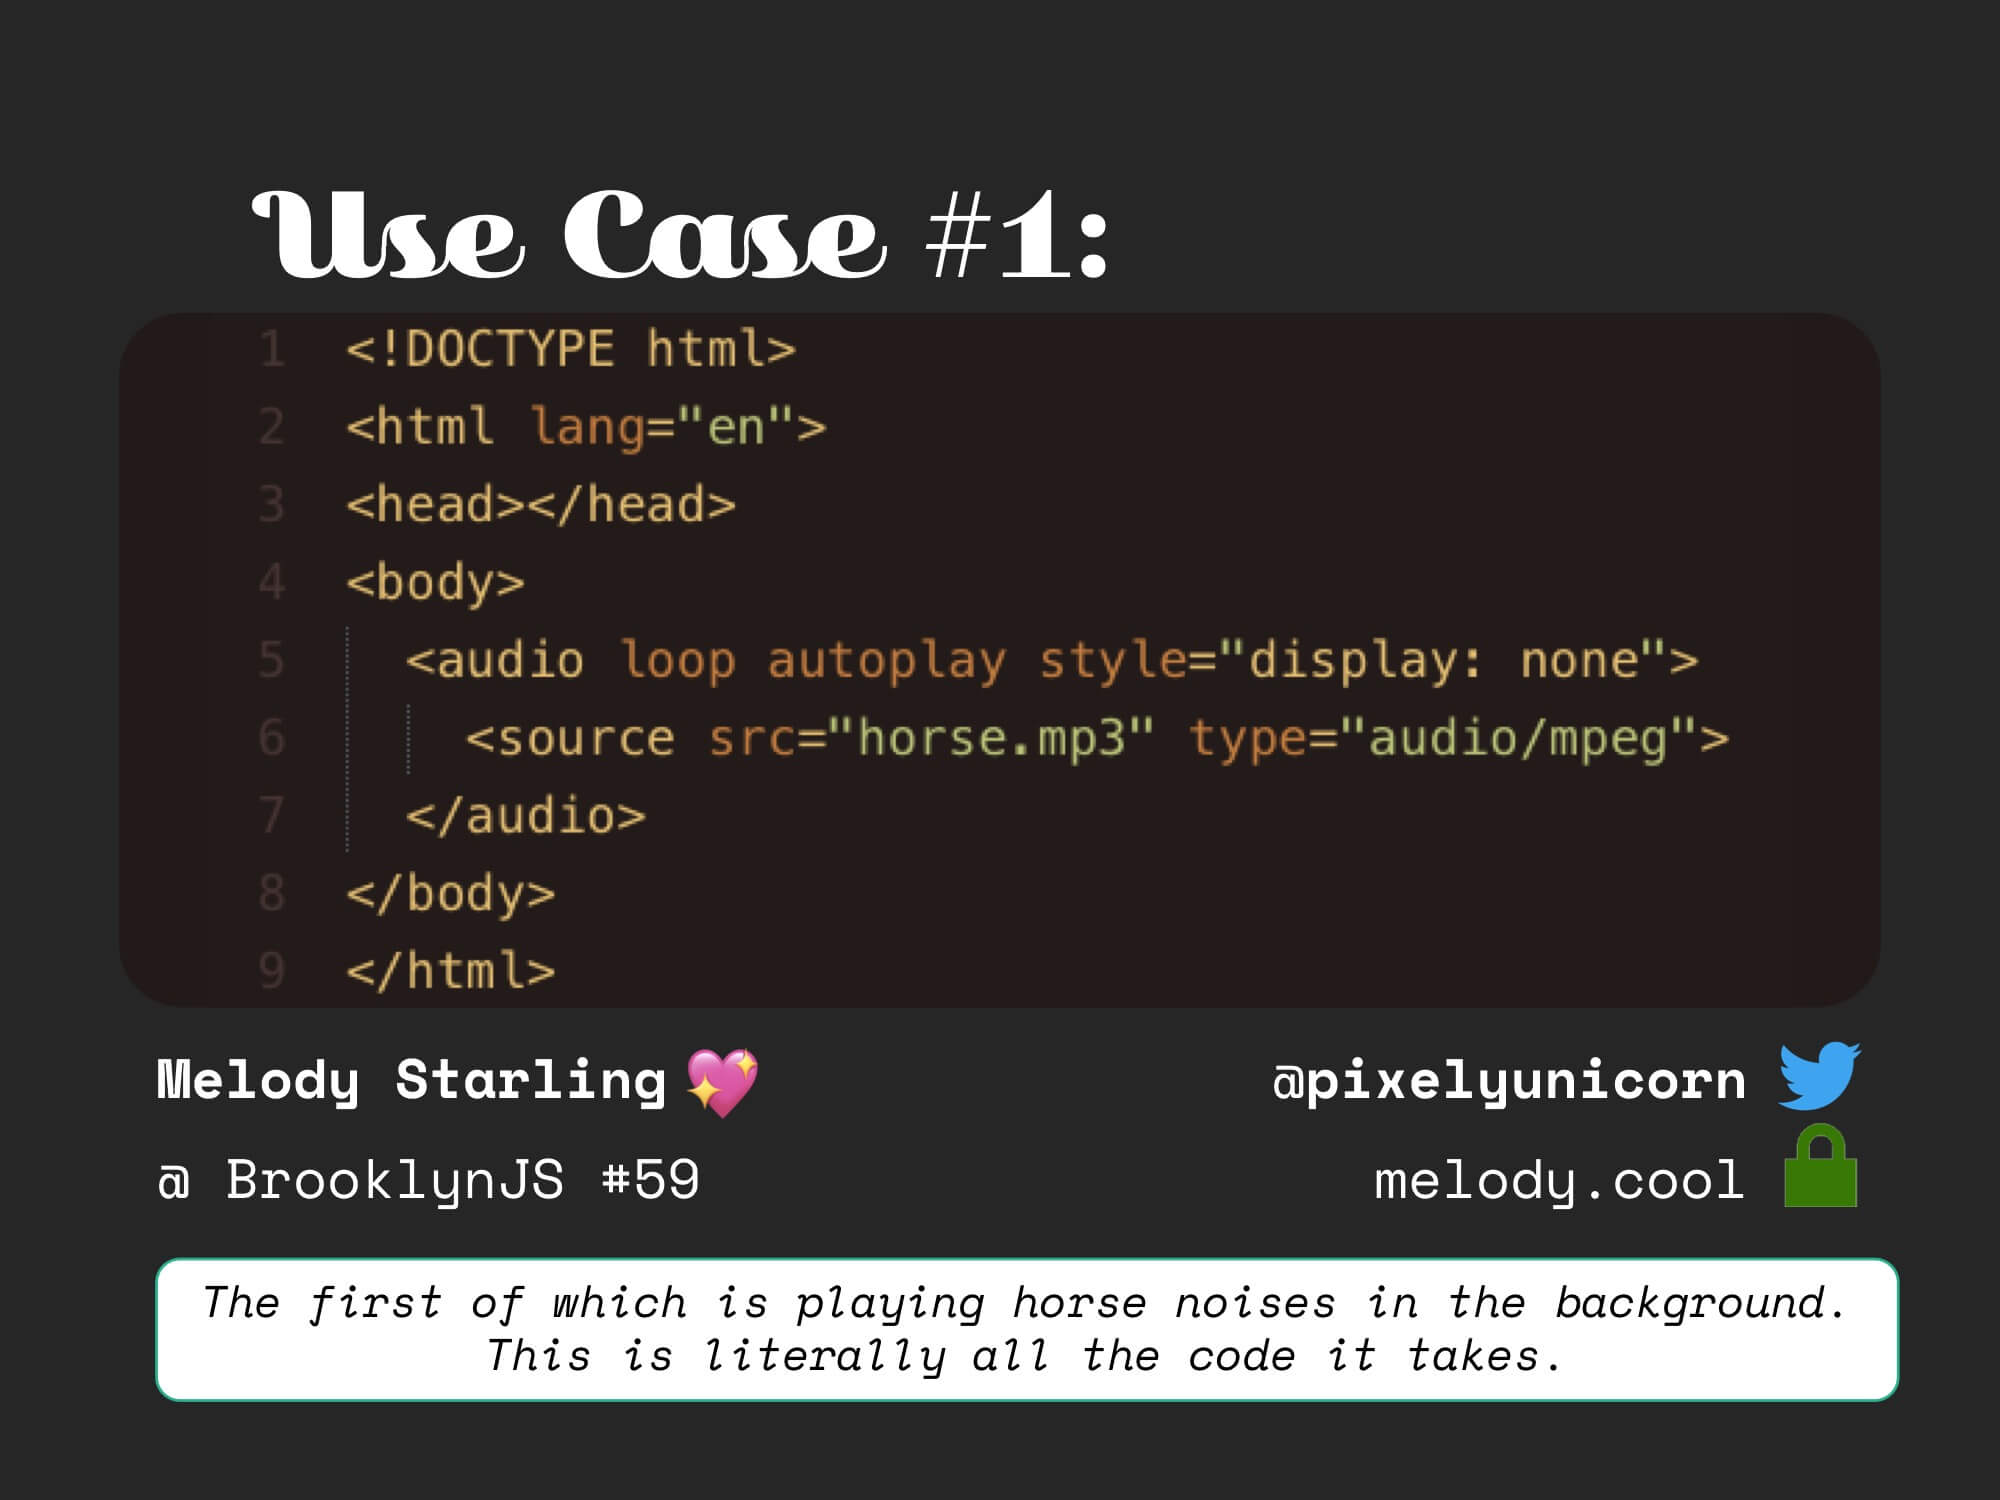 Use Case #1:
1 <!DOCTYPE html>
2 <html lang="en">
3 <head></head>
4 <body>
5 <audio loop autoplay style="display: none">
6 <source src="horse.mp3" type="audio/mpeg">
7 </audio>
8 </body>
9 </html>
Melody Starling 💖
@pixelyunicorn
@ BrooklynJS #59
melody.cool
The first of which is playing horse noises in the background.
This is literally all the code it takes.